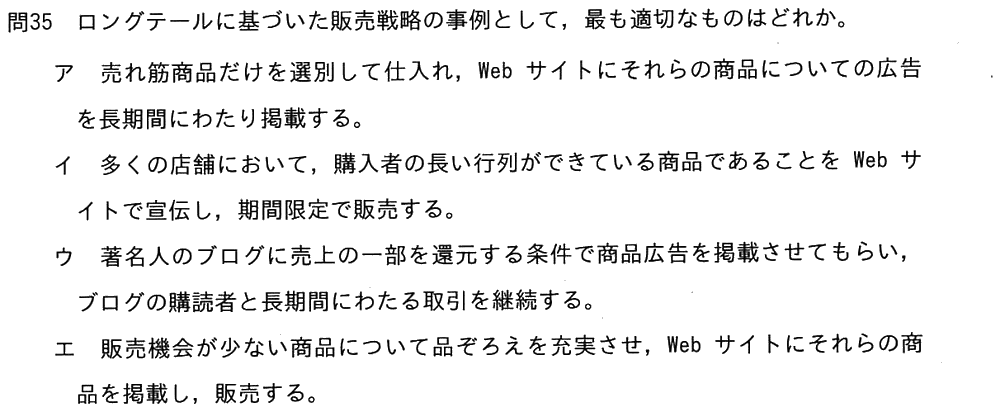 問35 ロングテールに基づいた販売戦略の事例として，最も適切なものはどれか。
ア 売れ筋商品だけを選別して仕入れ，Web サイトにそれらの商品についての広告
を長期間にわたり掲載する。
イ 多くの店舗において，購入者の長い行列ができている商品であることを Web サ
イトで宣伝し，期間限定で販売する。
ウ 著名人のブログに売上の一部を還元する条件で商品広告を掲載させてもらい，
ブログの購読者と長期間にわたる取引を継続する。
エ 販売機会が少ない商品について品ぞろえを充実させ，Web サイトにそれらの商
品を掲載し，販売する。